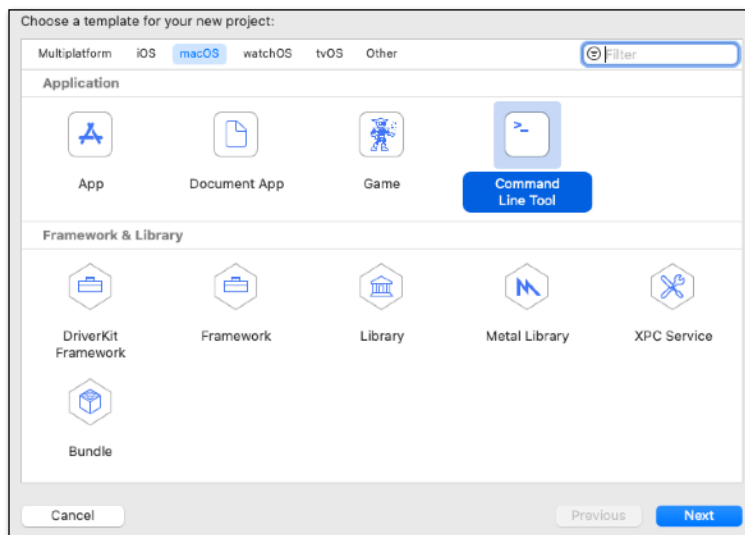 Choose a template for your new project:
Multiplatform iOS macOS watchOS tvOS Other Filter
Application
App Document App Game Command
Line Tool
Framework & Library
DriverKit Framework Library Metal Library XPC Service
Framework
Bundle
Cancel Previous Next